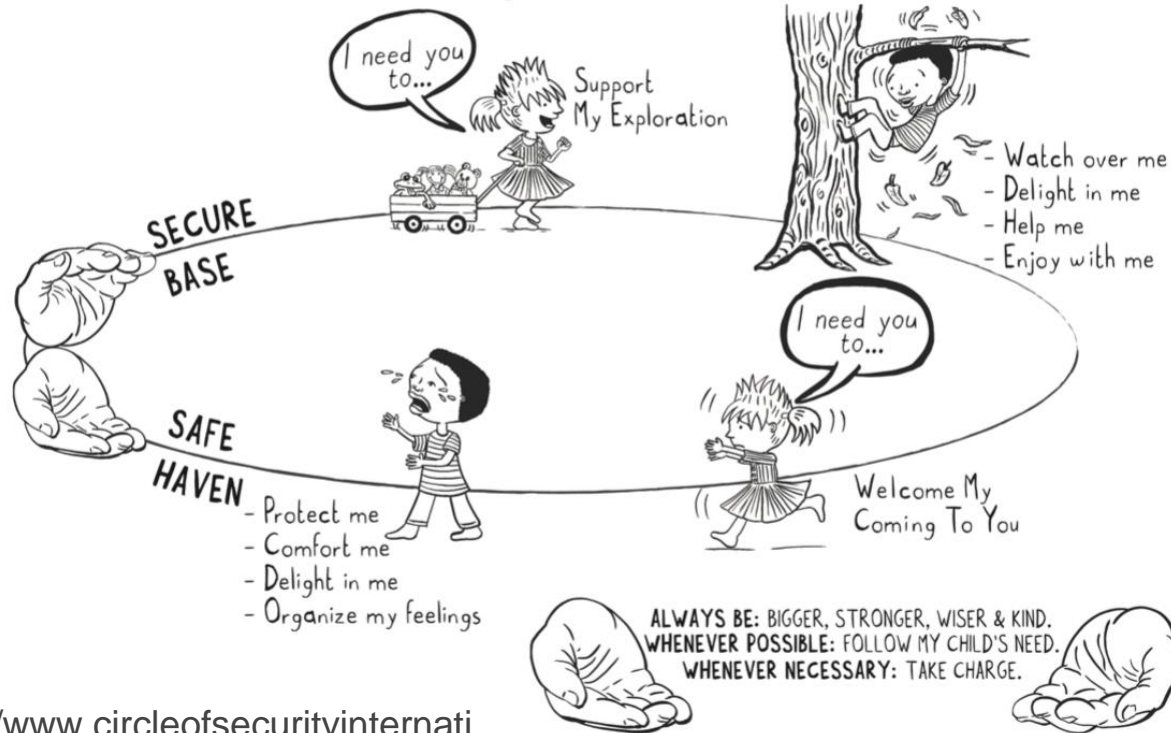 I need you
to...
Support
My Exploration
- Watch over me
- Delight in me
- Help me
- Enjoy with me
SECURE
BASE
I need you
to...
Welcome My
Coming To You
SAFE
HAVEN
- Protect me
- Comfort me
- Delight in me
- Organize my feelings
ALWAYS BE: BIGGER, STRONGER, WISER & KIND.
WHENEVER POSSIBLE: FOLLOW MY CHILD'S NEED.
WHENEVER NECESSARY: TAKE CHARGE.
/www.circleofsecurityinternati